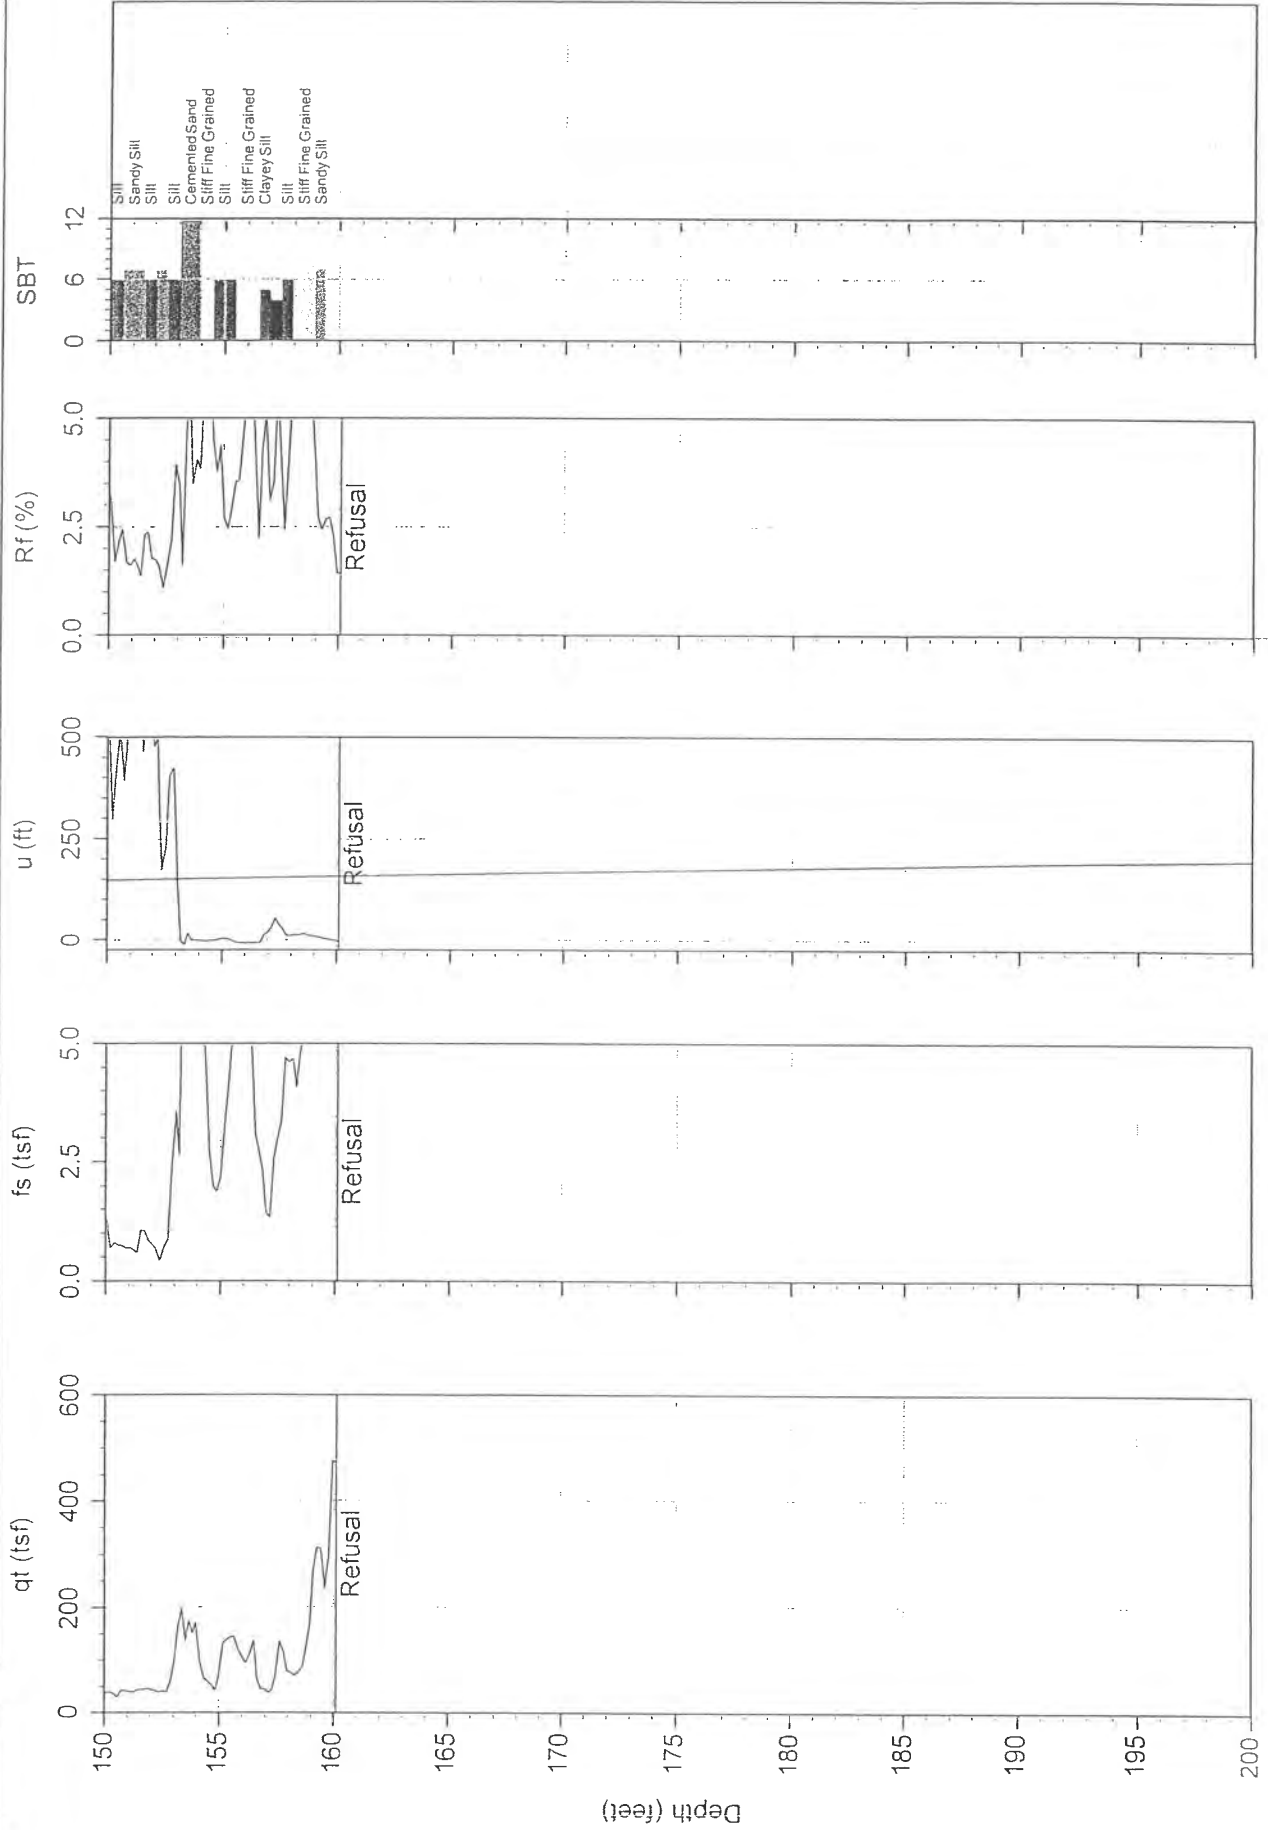 qt (tsf)
fs (tsf)
u (ft)
Rf (%)
SBT
0
200
400
600
0.0
2.5
5.0
0
250
500
0.0
2.5
5.0
0
6
12
150
155
160
165
170
175
180
185
190
195
200
Depth (feet)
Refusal
Refusal
Refusal
Refusal
Silt
Sandy Silt
Silt
Silt
Cemented Sand
Stiff Fine Grained
Silt
Stiff Fine Grained
Clayey Silt
Silt
Stiff Fine Grained
Sandy Silt